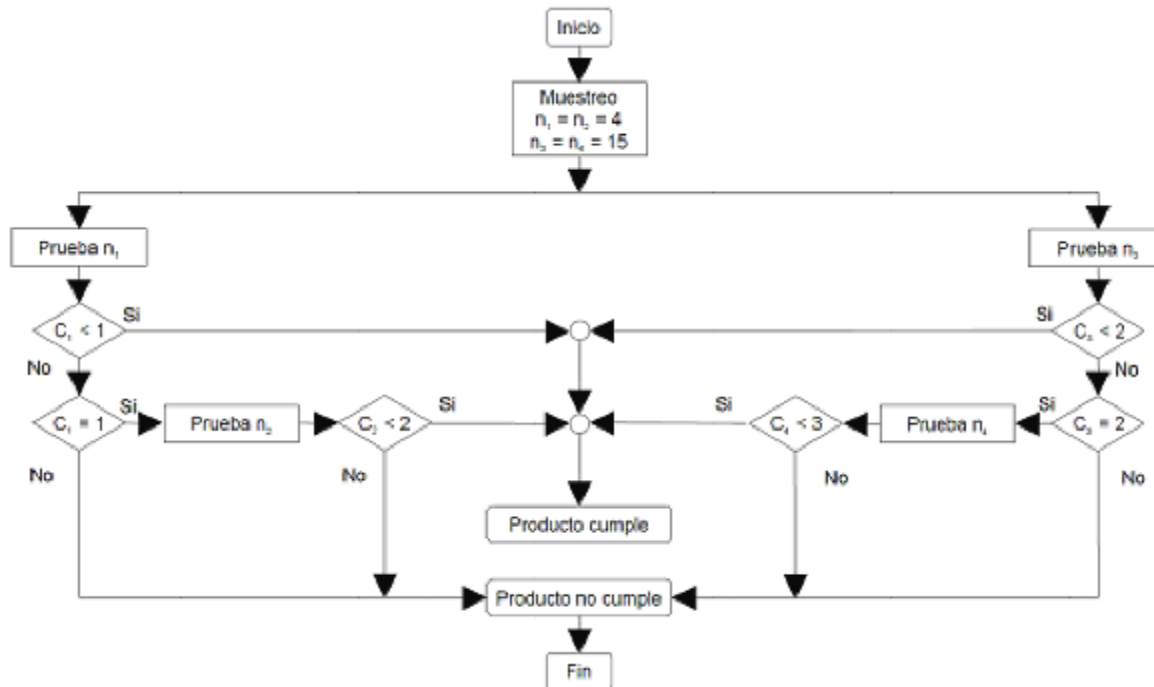 Inicio
Muestreo
n₁ = n₂ = 4
n₃ = n₄ = 15
Prueba n₁
Prueba n₃
C₁ < 1
Si
Si
C₃ < 2
No
No
C₁ = 1
Si
Prueba n₂
C₂ < 2
Si
Si
C₄ < 3
Prueba n₄
Si
C₃ = 2
No
No
No
No
Producto cumple
Producto no cumple
Fin